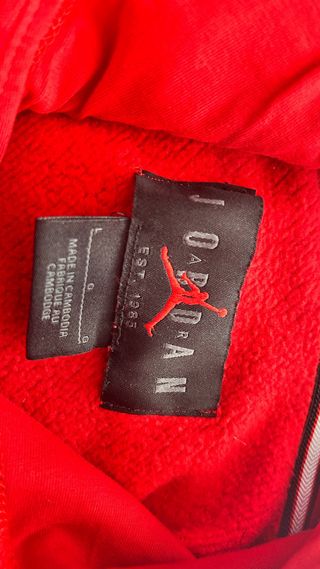 JORDAN
A R
EST. 1985
L
G
G
MADE IN CAMBODIA
FABRIQUE AU
CAMBODGE